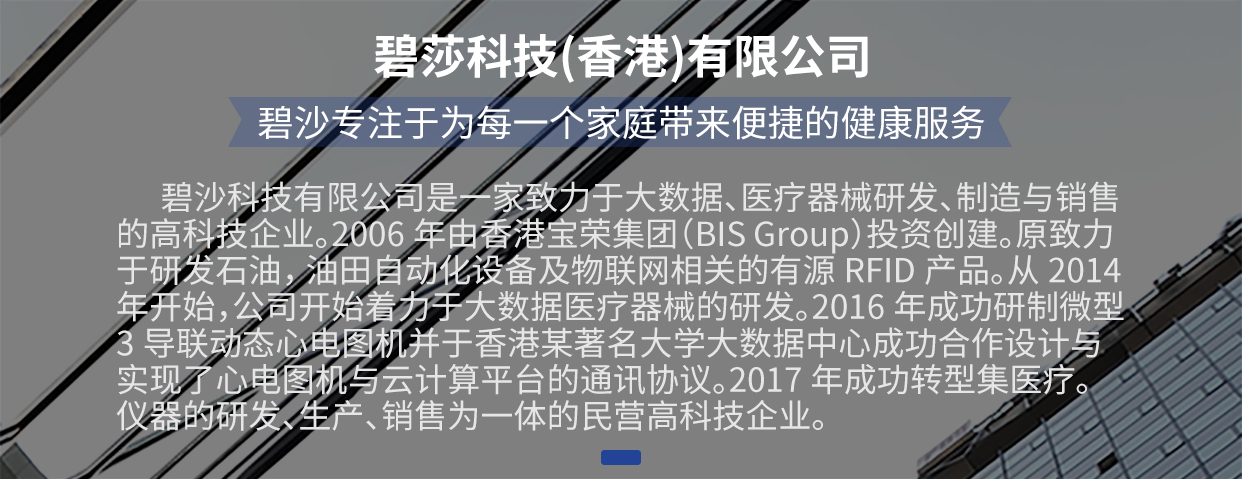 碧莎科技(香港)有限公司
碧沙专注于为每一个家庭带来便捷的健康服务
碧沙科技有限公司是一家致力于大数据、医疗器械研发、制造与销售
的高科技企业。2006 年由香港宝荣集团（BIS Group）投资创建。原致力
于研发石油，油田自动化设备及物联网相关的有源 RFID 产品。从 2014
年开始，公司开始着力于大数据医疗器械的研发。2016 年成功研制微型
3 导联动态心电图机并于香港某著名大学大数据中心成功合作设计与
实现了心电图机与云计算平台的通讯协议。2017 年成功转型集医疗。
仪器的研发、生产、销售为一体的民营高科技企业。